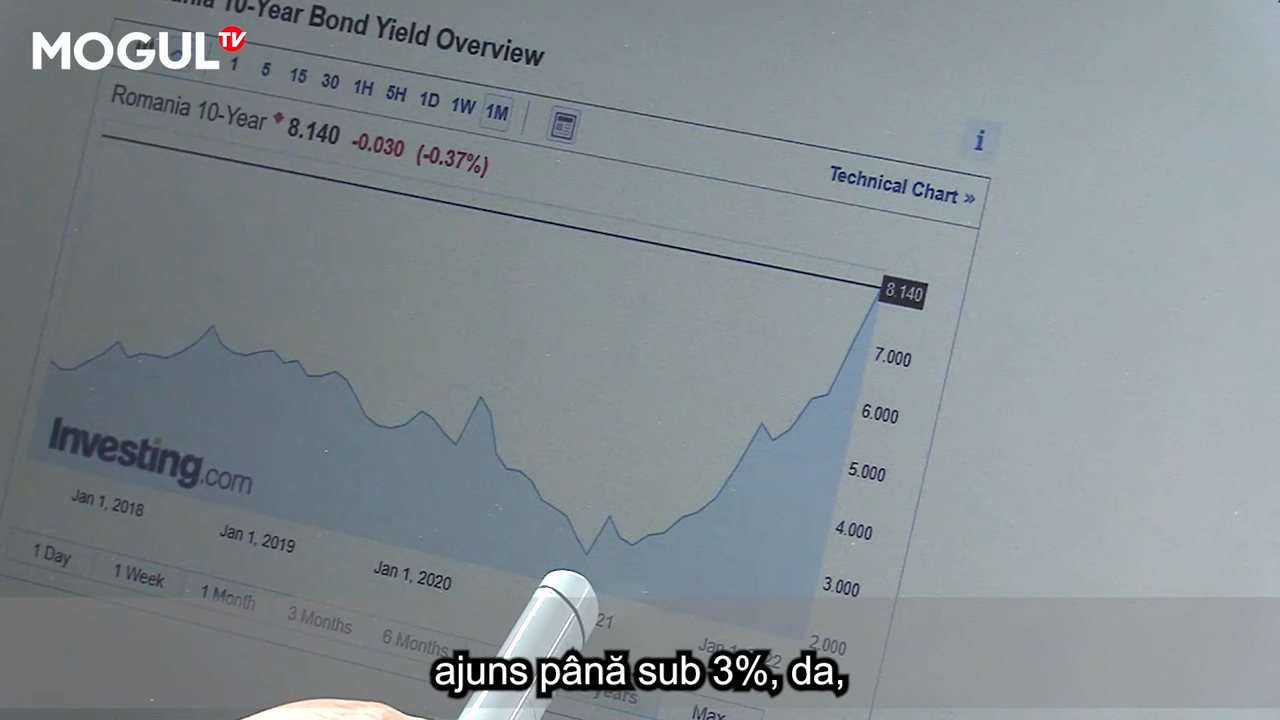 MOGUL TV
10-Year Bond Yield Overview
1 5 15 30 1H 5H 1D 1W 1M
Romania 10-Year 8.140 -0.030 (-0.37%)
i
Technical Chart »
8.140
7.000
6.000
5.000
4.000
3.000
2.000
Investing.com
Jan 1, 2018
Jan 1, 2019
Jan 1, 2020
21
1 Day
1 Week
1 Month
3 Months
6 Months
years
Max
ajuns până sub 3%, da,